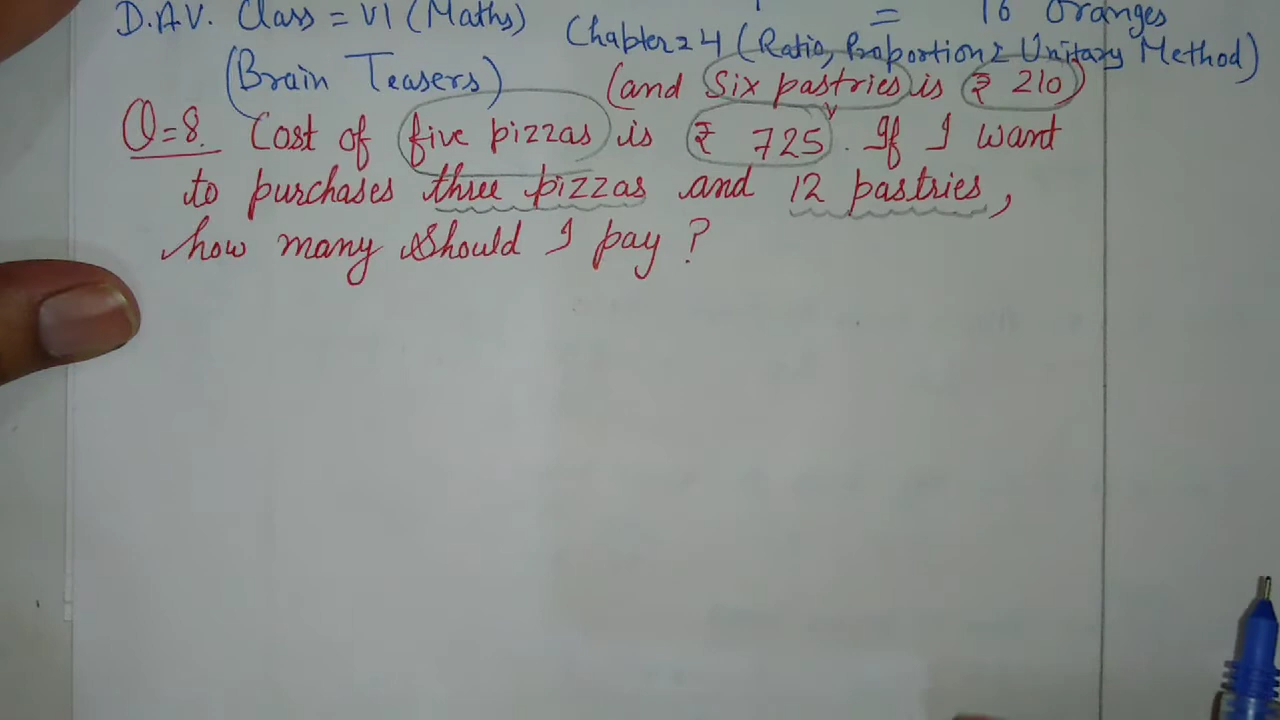 D.A.V. Class = VI (Maths)
= 16 Oranges
Chapter = 4 (Ratio, Proportion & Unitary Method)
(Brain Teasers)
(and Six pastries is ₹ 210)
Q=8. Cost of five pizzas is ₹ 725. If I want
to purchases three pizzas and 12 pastries,
how many should I pay ?